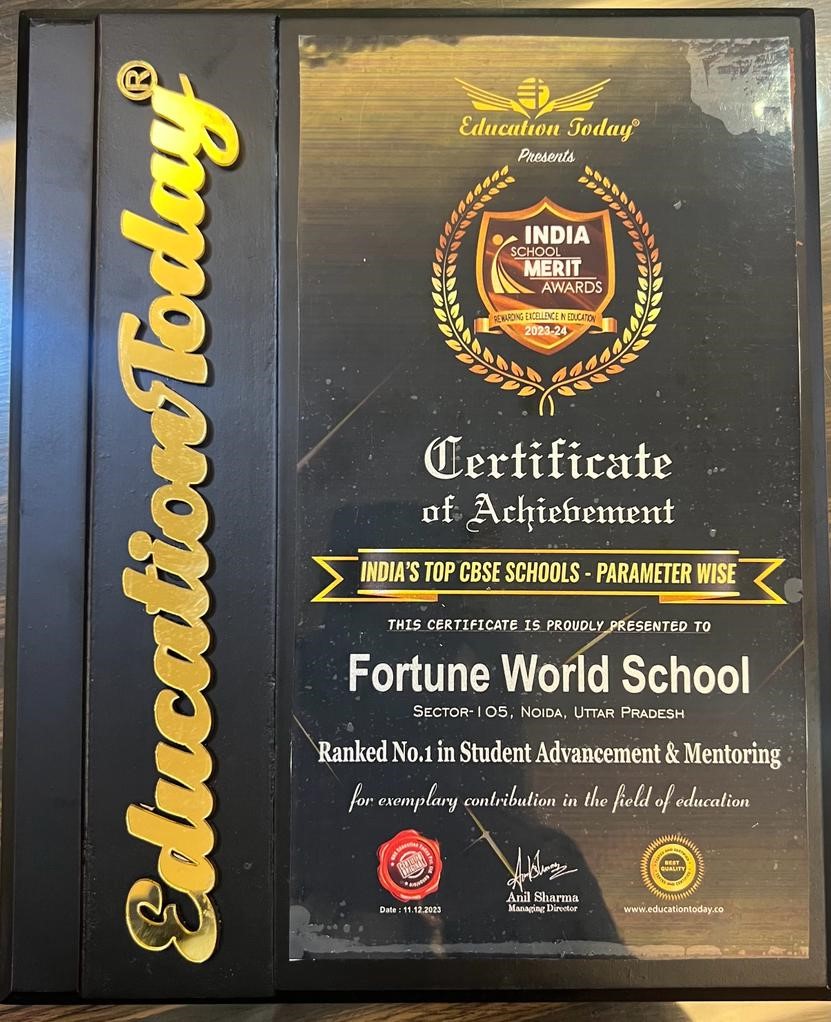 EducationToday®
Education Today®
Presents
INDIA
SCHOOL
MERIT
AWARDS
REWARDING EXCELLENCE IN EDUCATION
2023-24
Certificate
of Achievement
INDIA'S TOP CBSE SCHOOLS - PARAMETER WISE
THIS CERTIFICATE IS PROUDLY PRESENTED TO
Fortune World School
Sector-105, Noida, Uttar Pradesh
Ranked No.1 in Student Advancement & Mentoring
for exemplary contribution in the field of education
BEST
QUALITY
Anil Sharma
Managing Director
Date : 11.12.2023
www.educationtoday.co